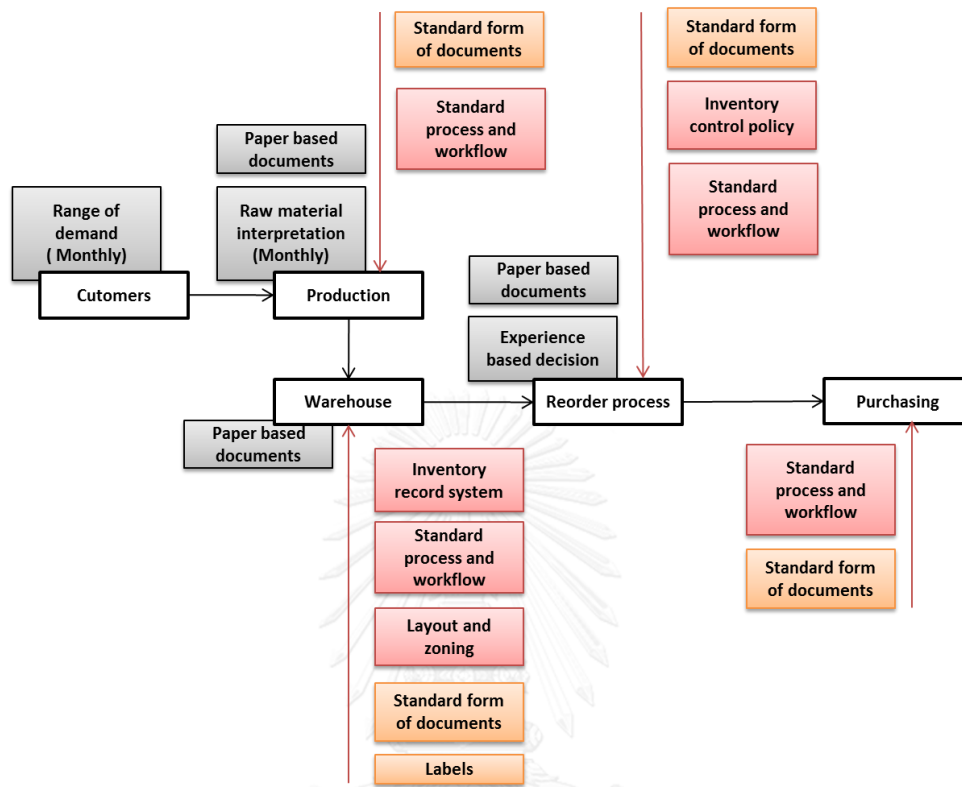 Standard form
of documents
Standard
process and
workflow
Standard form
of documents
Inventory
control policy
Standard
process and
workflow
Paper based
documents
Range of
demand
( Monthly)
Raw material
interpretation
(Monthly)
Cutomers
Production
Paper based
documents
Experience
based decision
Warehouse
Reorder process
Purchasing
Paper based
documents
Inventory
record system
Standard
process and
workflow
Layout and
zoning
Standard form
of documents
Labels
Standard
process and
workflow
Standard form
of documents